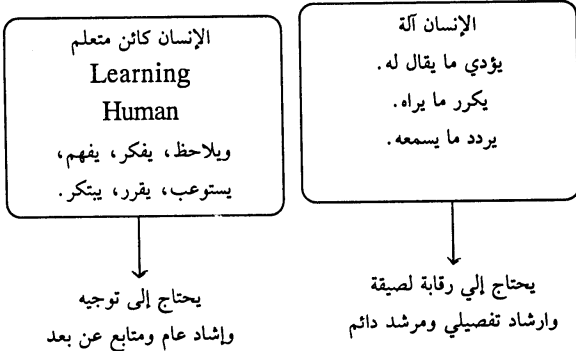 الإنسان آلة
يؤدي ما يقال له.
يكرر ما يراه.
يردد ما يسمعه.
يحتاج إلي رقابة لصيقة
وارشاد تفصيلي ومرشد دائم
الإنسان كائن متعلم
Learning
Human
ويلاحظ، يفكر، يفهم،
يستوعب، يقرر، يبتكر.
يحتاج إلى توجيه
وإشاد عام ومتابع عن بعد